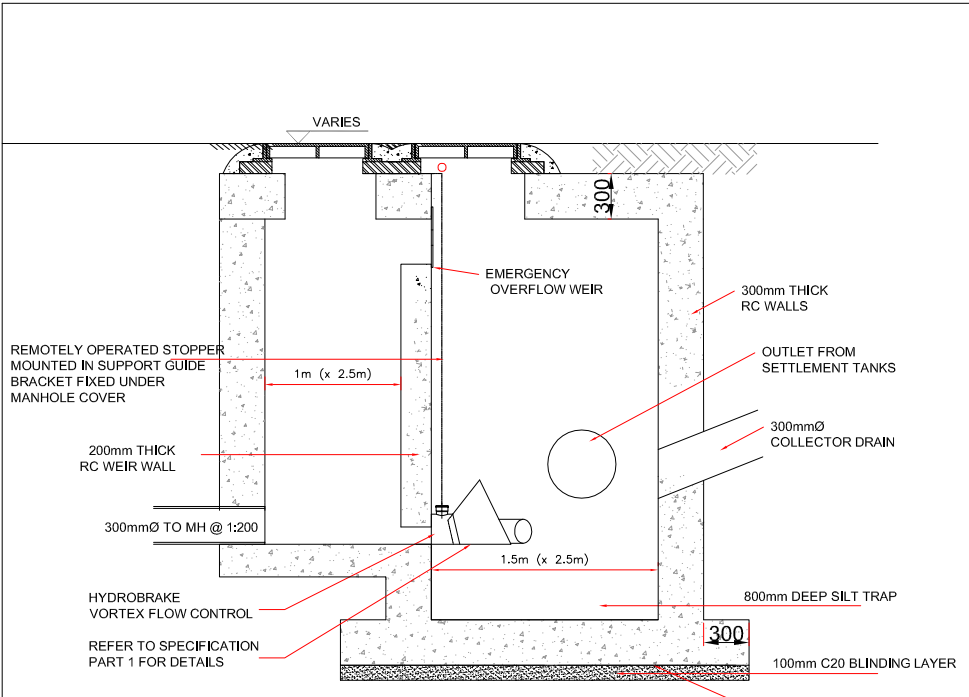 VARIES
300
EMERGENCY
OVERFLOW WEIR
300mm THICK
RC WALLS
REMOTELY OPERATED STOPPER
MOUNTED IN SUPPORT GUIDE
BRACKET FIXED UNDER
MANHOLE COVER
1m (x 2.5m)
OUTLET FROM
SETTLEMENT TANKS
300mmØ
COLLECTOR DRAIN
200mm THICK
RC WEIR WALL
300mmØ TO MH @ 1:200
1.5m (x 2.5m)
HYDROBRAKE
VORTEX FLOW CONTROL
800mm DEEP SILT TRAP
REFER TO SPECIFICATION
PART 1 FOR DETAILS
300
100mm C20 BLINDING LAYER